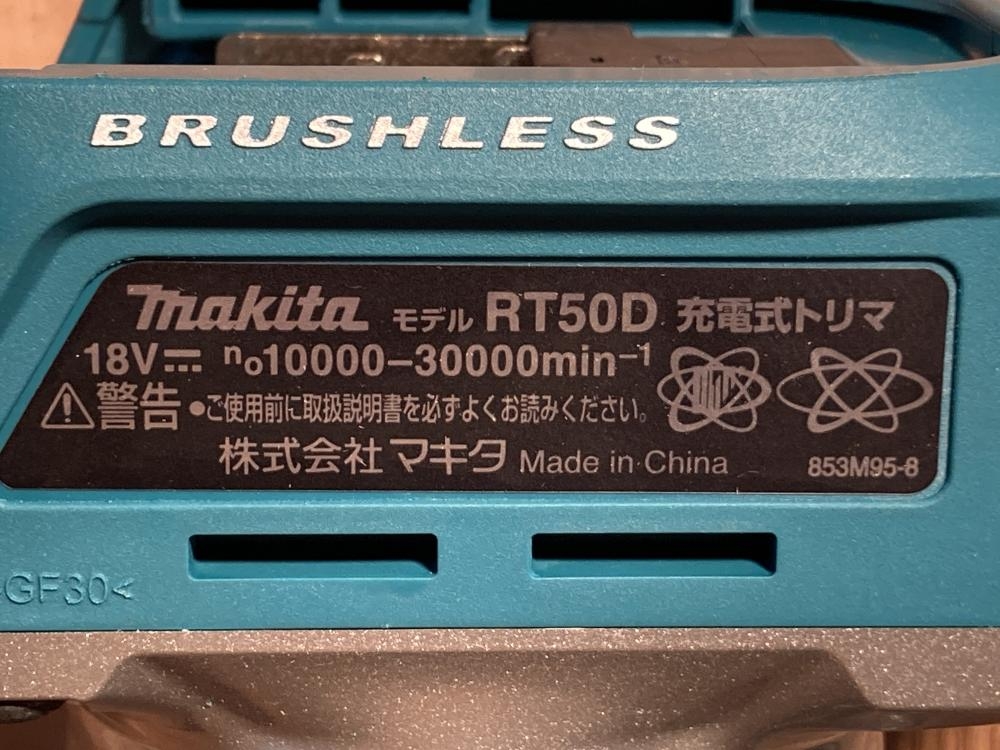 BRUSHLESS
makita モデル RT50D 充電式トリマ
18V⎓ n₀10000–30000min⁻¹
⚠警告 ●ご使用前に取扱説明書を必ずよくお読みください。
株式会社 マキタ Made in China 853M95-8
GF30<